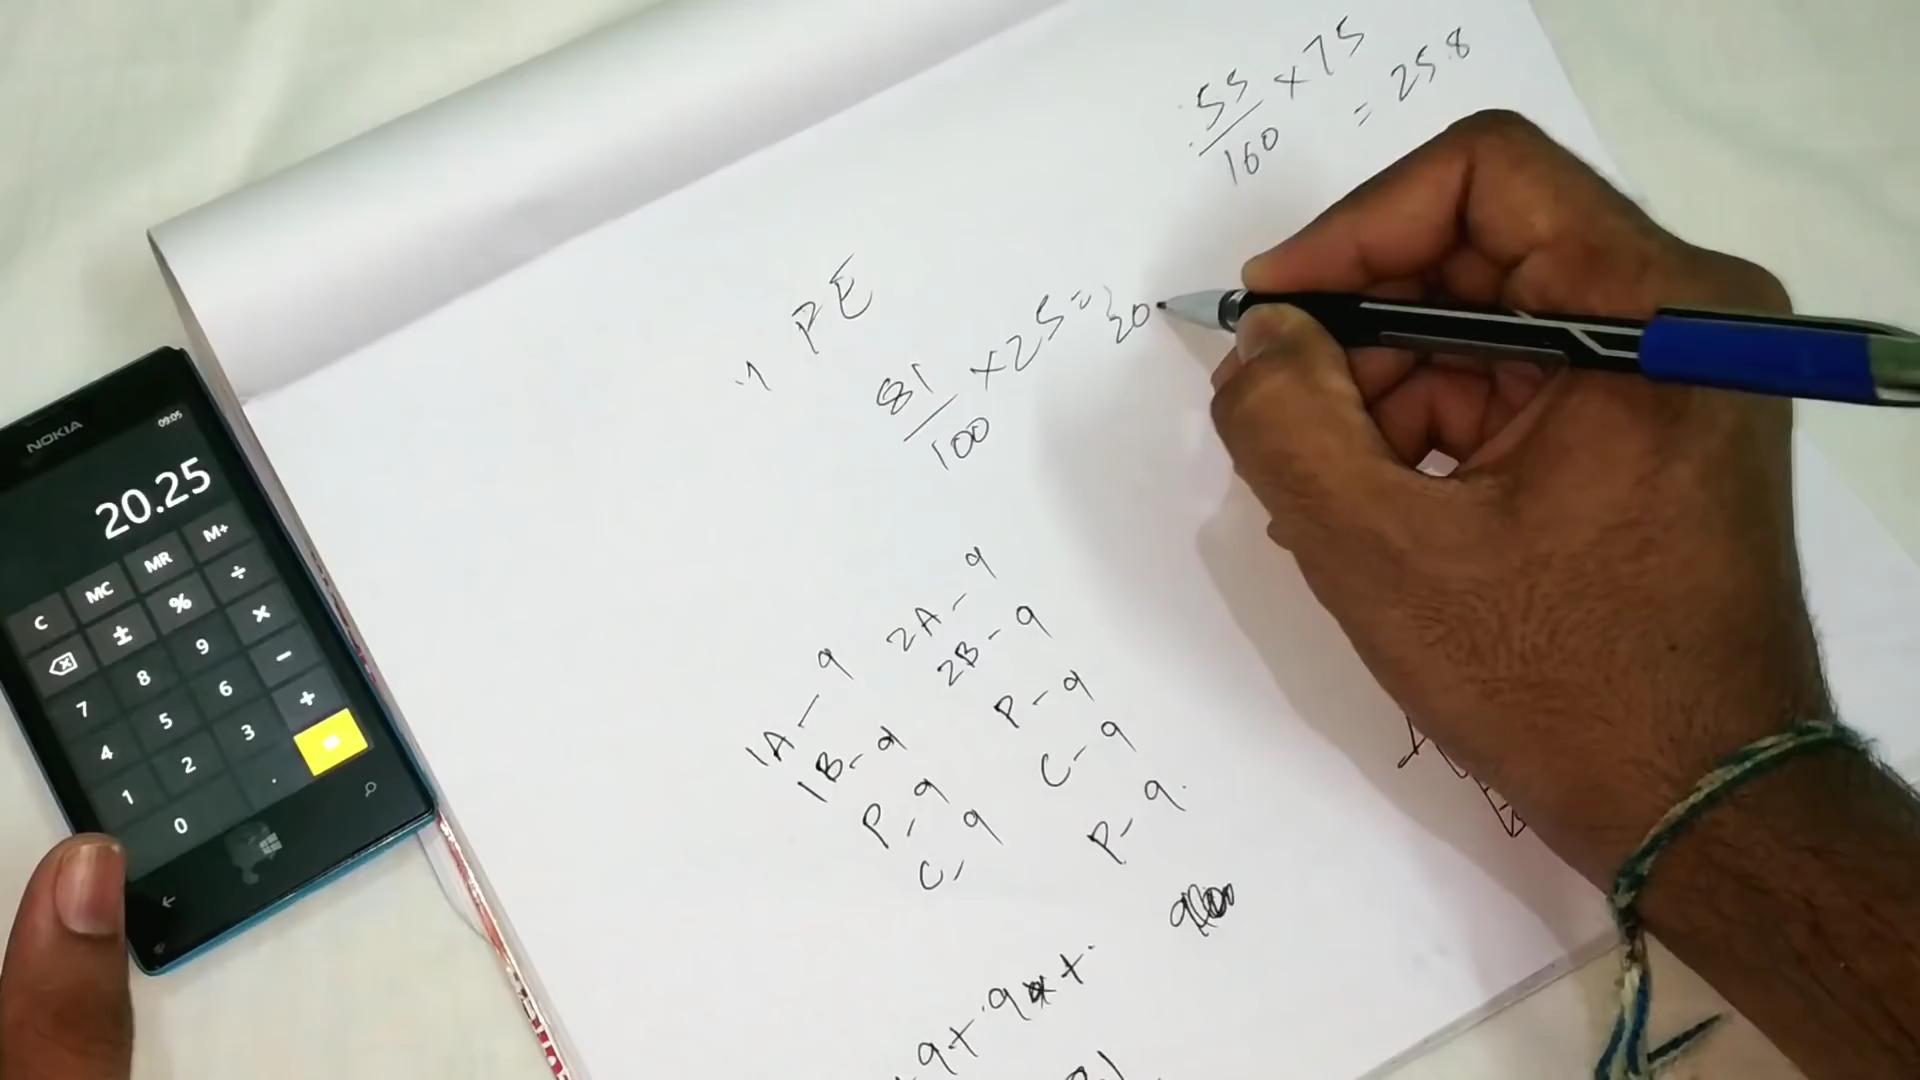 55/160 × 75
= 25.8
PE
81/100 × 25 = 20
NOKIA
09:05
20.25
C MC MR M+
± % ÷
7 8 9 ×
4 5 6 −
1 2 3 +
0 . =
1A - 9
1B - 9
P - 9
C - 9
2A - 9
2B - 9
P - 9
C - 9
P - 9
9+ 9 +